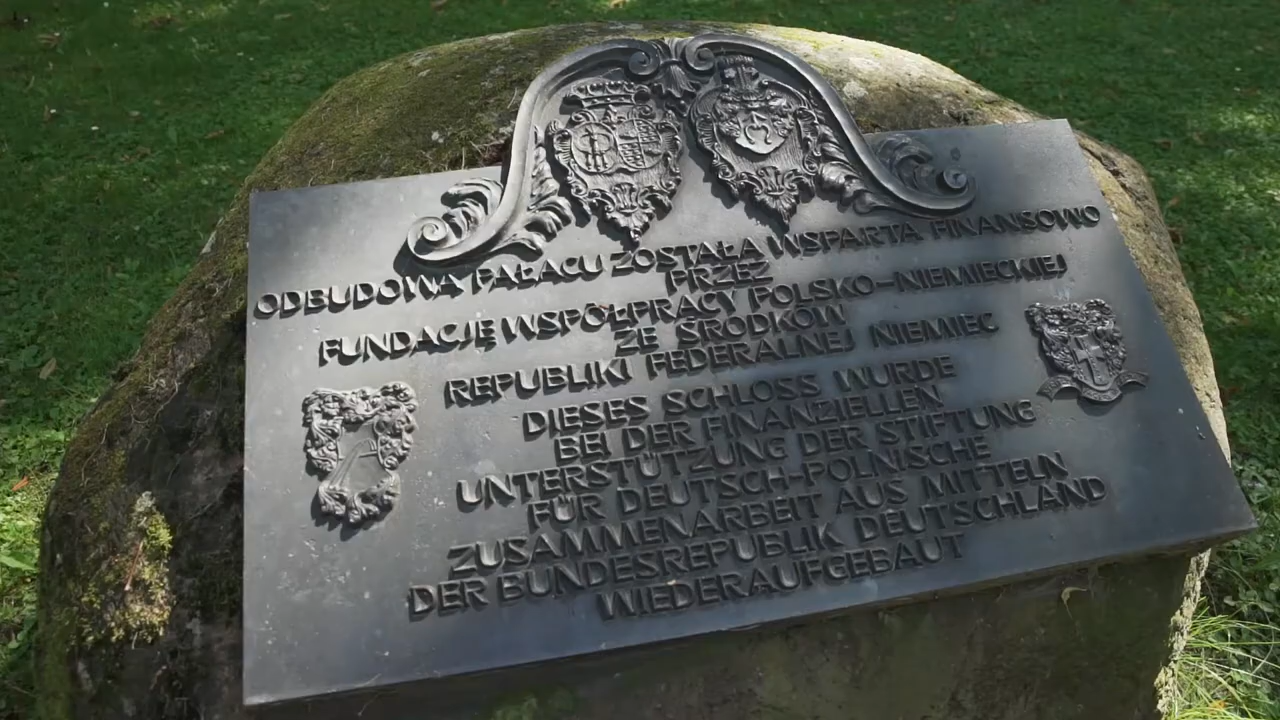 ODBUDOWA PAŁACU ZOSTAŁA WSPARTA FINANSOWO
PRZEZ
FUNDACJĘ WSPÓŁPRACY POLSKO-NIEMIECKIEJ
ZE ŚRODKÓW
REPUBLIKI FEDERALNEJ NIEMIEC
DIESES SCHLOSS WURDE
BEI DER FINANZIELLEN
UNTERSTÜTZUNG DER STIFTUNG
FÜR DEUTSCH-POLNISCHE
ZUSAMMENARBEIT AUS MITTELN
DER BUNDESREPUBLIK DEUTSCHLAND
WIEDERAUFGEBAUT